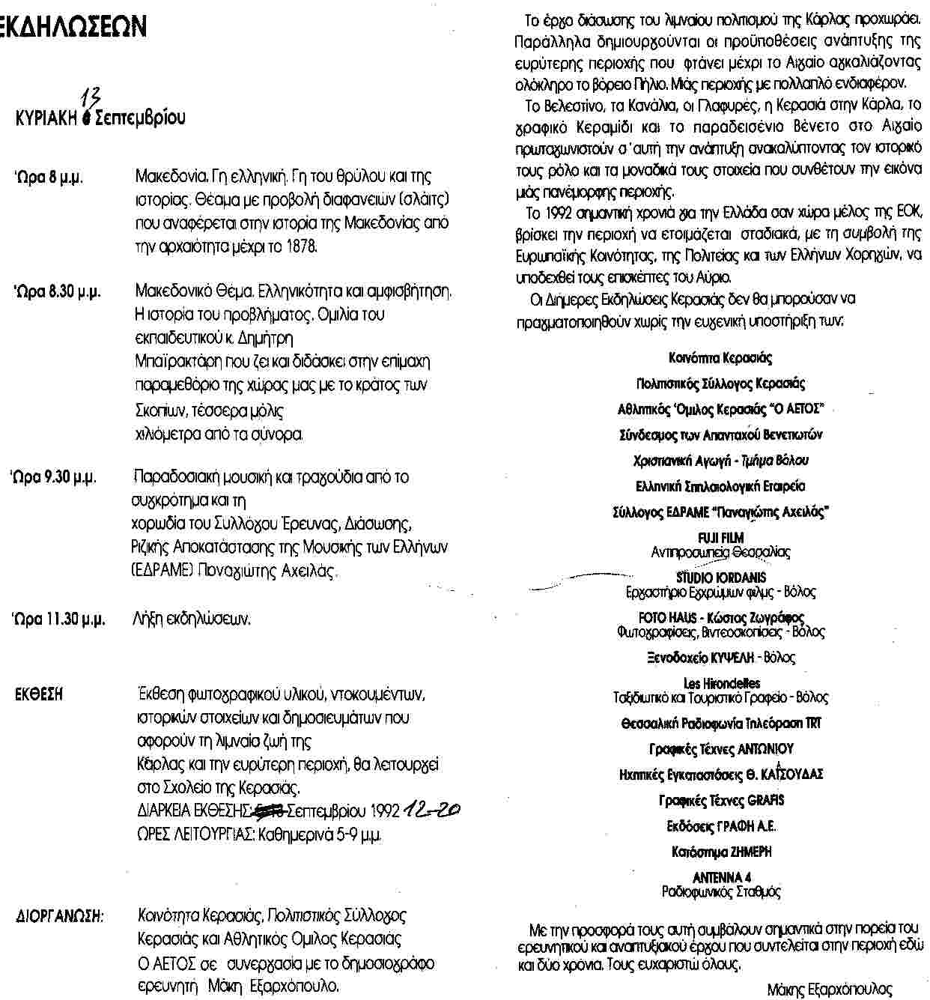 ΕΚΔΗΛΩΣΕΩΝ
13
ΚΥΡΙΑΚΗ Σεπτεμβρίου
Ώρα 8 μ.μ.
Μακεδονία. Γη ελληνική. Γη του θρύλου και της
ιστορίας. Θέαμα με προβολή διαφανειών (σλάιτς)
που αναφέρεται στην ιστορία της Μακεδονίας από
την αρχαιότητα μέχρι το 1878.
Ώρα 8.30 μ.μ.
Μακεδονικό Θέμα. Ελληνικότητα και αμφισβήτηση.
Η ιστορία του προβλήματος. Ομιλία του
εκπαιδευτικού κ. Δημήτρη
Μπαϊρακτάρη που ζει και διδάσκει στην επίμαχη
παραμεθόριο της χώρας μας με το κράτος των
Σκοπίων, τέσσερα μόλις
χιλιόμετρα από τα σύνορα.
Ώρα 9.30 μ.μ.
Παραδοσιακή μουσική και τραγούδια από το
συγκρότημα και τη
χορωδία του Συλλόγου Έρευνας, Διάσωσης,
Ριζικής Αποκατάστασης της Μουσικής των Ελλήνων
(ΕΔΡΑΜΕ) Παναγιώτης Αχειλάς.
Ώρα 11.30 μ.μ.
Λήξη εκδηλώσεων.
ΕΚΘΕΣΗ
Έκθεση φωτογραφικού υλικού, ντοκουμέντων,
ιστορικών στοιχείων και δημοσιευμάτων που
αφορούν τη λιμναία ζωή της
Κάρλας και την ευρύτερη περιοχή, θα λειτουργεί
στο Σχολείο της Κερασιάς.
ΔΙΑΡΚΕΙΑ ΕΚΘΕΣΗΣ: Σεπτεμβρίου 1992 12-20
ΩΡΕΣ ΛΕΙΤΟΥΡΓΙΑΣ: Καθημερινά 5-9 μ.μ.
ΔΙΟΡΓΑΝΩΣΗ:
Κοινότητα Κερασιάς, Πολιτιστικός Σύλλογος
Κερασιάς και Αθλητικός Ομιλος Κερασιάς
Ο ΑΕΤΟΣ σε συνεργασία με το δημοσιογράφο
ερευνητή Μάκη Εξαρχόπουλο.
Το έργο διάσωσης του λιμναίου πολιτισμού της Κάρλας προχωράει.
Παράλληλα δημιουργούνται οι προϋποθέσεις ανάπτυξης της
ευρύτερης περιοχής που φτάνει μέχρι το Αιγαίο αγκαλιάζοντας
ολόκληρο το βόρειο Πήλιο. Μιάς περιοχής με πολλαπλό ενδιαφέρον.
Το Βελεστίνο, τα Κανάλια, οι Γλαφυρές, η Κερασιά στην Κάρλα, το
γραφικό Κεραμίδι και το παραδεισένιο Βένετο στο Αιγαίο
πρωταγωνιστούν σ'αυτή την ανάπτυξη ανακαλύπτοντας τον ιστορικό
τους ρόλο και τα μοναδικά τους στοιχεία που συνθέτουν την εικόνα
μιάς πανέμορφης περιοχής.
Το 1992 σημαντική χρονιά για την Ελλάδα σαν χώρα μέλος της ΕΟΚ,
βρίσκει την περιοχή να ετοιμάζεται σταδιακά, με τη συμβολή της
Ευρωπαϊκής Κοινότητας, της Πολιτείας και των Ελλήνων Χορηγών, να
υποδεχθεί τους επισκέπτες του Αύριο.
Οι Διήμερες Εκδηλώσεις Κερασιάς δεν θα μπορούσαν να
πραγματοποιηθούν χωρίς την ευγενική υποστήριξη των:
Κοινότητα Κερασιάς
Πολιτιστικός Σύλλογος Κερασιάς
Αθλητικός Όμιλος Κερασιάς "Ο ΑΕΤΟΣ"
Σύνδεσμος των Απανταχού Βενετιωτών
Χριστιανική Αγωγή - Τμήμα Βόλου
Ελληνική Σπηλαιολογική Εταιρεία
Σύλλογος ΕΔΡΑΜΕ "Παναγιώτης Αχειλάς"
FUJI FILM
Αντιπροσωπεία Θεσσαλίας
STUDIO IORDANIS
Εργαστήριο Εγχρώμων φιλμς - Βόλος
FOTO HAUS - Κώστας Ζωγράφος
Φωτογραφίσεις, Βιντεοσκοπίσεις - Βόλος
Ξενοδοχείο ΚΥΨΕΛΗ - Βόλος
Les Hirondelles
Ταξιδιωτικό και Τουριστικό Γραφείο - Βόλος
Θεσσαλική Ραδιοφωνία Τηλεόραση TRT
Γραφικές Τέχνες ΑΝΤΩΝΙΟΥ
Ηχητικές Εγκαταστάσεις Θ. ΚΑΤΣΟΥΔΑΣ
Γραφικές Τέχνες GRAFIS
Εκδόσεις ΓΡΑΦΗ Α.Ε.
Κατάστημα ΖΗΜΕΡΗ
ANTENNA 4
Ραδιοφωνικός Σταθμός
Με την προσφορά τους αυτή συμβάλουν σημαντικά στην πορεία του
ερευνητικού και αναπτυξιακού έργου που συντελείται στην περιοχή εδώ
και δύο χρόνια. Τους ευχαριστώ όλους.
Μάκης Εξαρχόπουλος